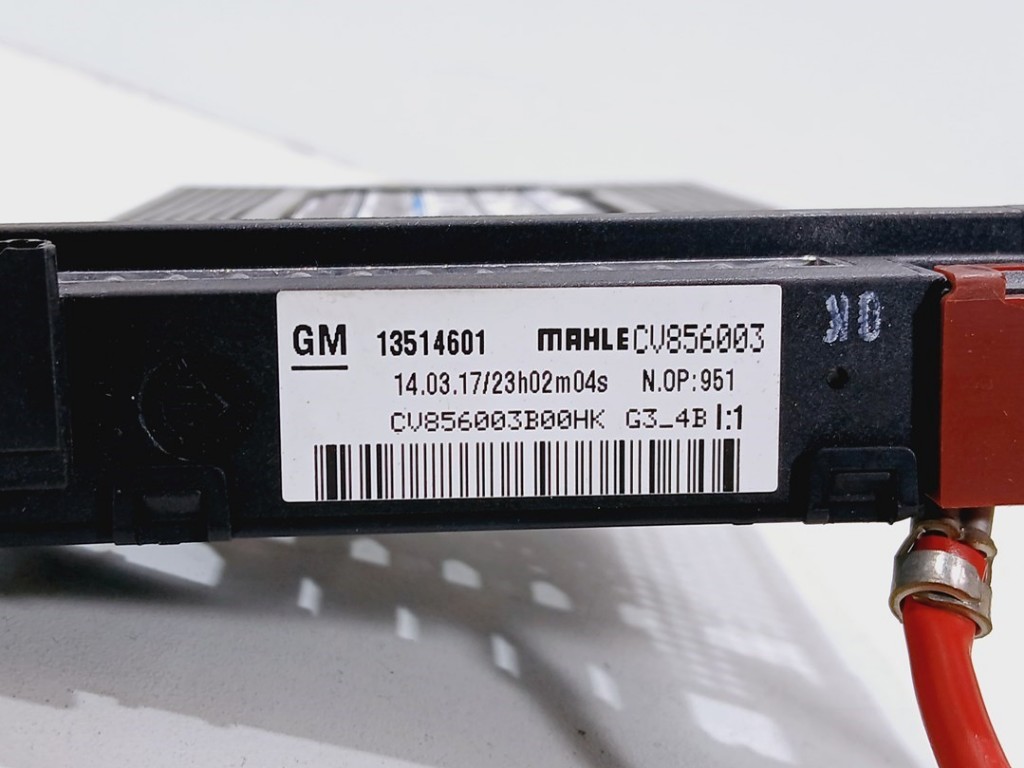 GM 13514601 MAHLE CV856003
14.03.17/23h02m04s N.OP:951
CV856003B00HK G3_4B I:1
OK